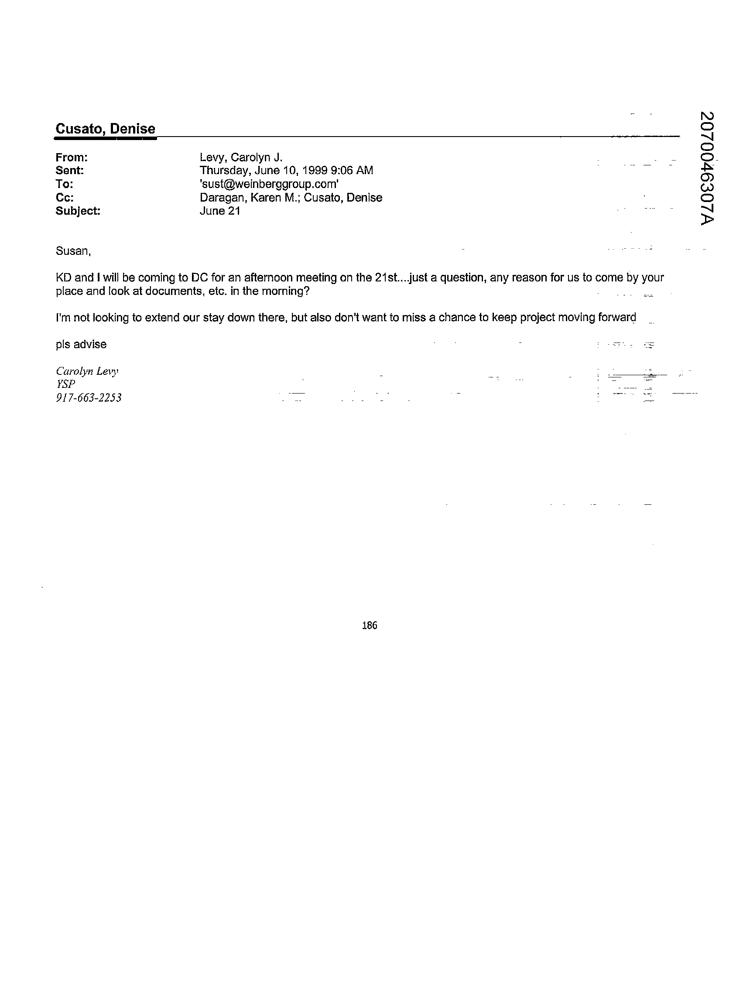 Cusato, Denise
From: Levy, Carolyn J.
Sent: Thursday, June 10, 1999 9:06 AM
To: 'sust@weinberggroup.com'
Cc: Daragan, Karen M.; Cusato, Denise
Subject: June 21
Susan,
KD and I will be coming to DC for an afternoon meeting on the 21st....just a question, any reason for us to come by your
place and look at documents, etc. in the morning?
I'm not looking to extend our stay down there, but also don't want to miss a chance to keep project moving forward
pls advise
Carolyn Levy
YSP
917-663-2253
186
2070046307A